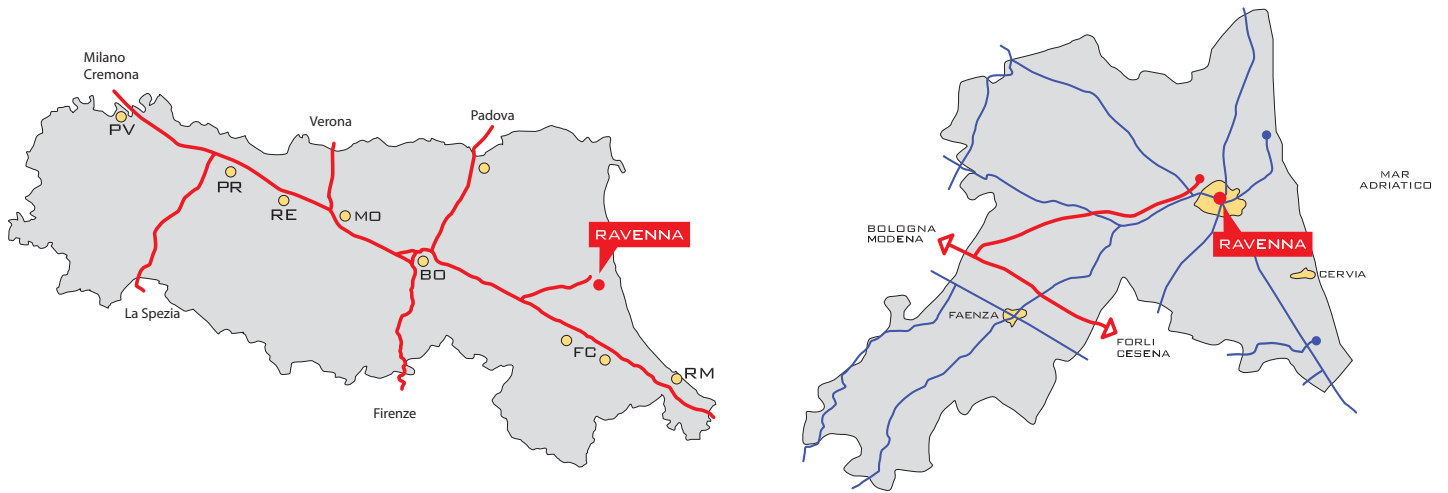 Milano
Cremona
PV
Verona
Padova
PR
RE
MO
RAVENNA
BO
La Spezia
FC
RM
Firenze
MAR
ADRIATICO
BOLOGNA
MODENA
RAVENNA
CERVIA
FAENZA
FORLI
CESENA